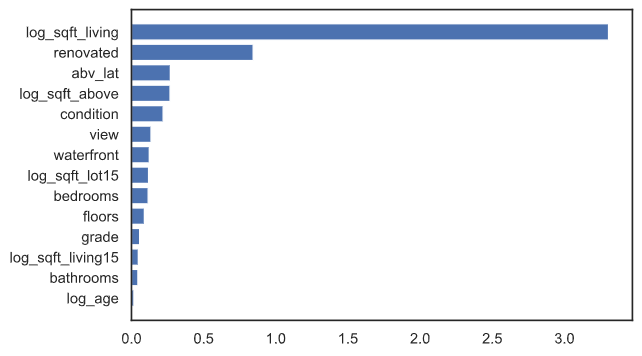 log_sqft_living
renovated
abv_lat
log_sqft_above
condition
view
waterfront
log_sqft_lot15
bedrooms
floors
grade
log_sqft_living15
bathrooms
log_age
0.0 0.5 1.0 1.5 2.0 2.5 3.0